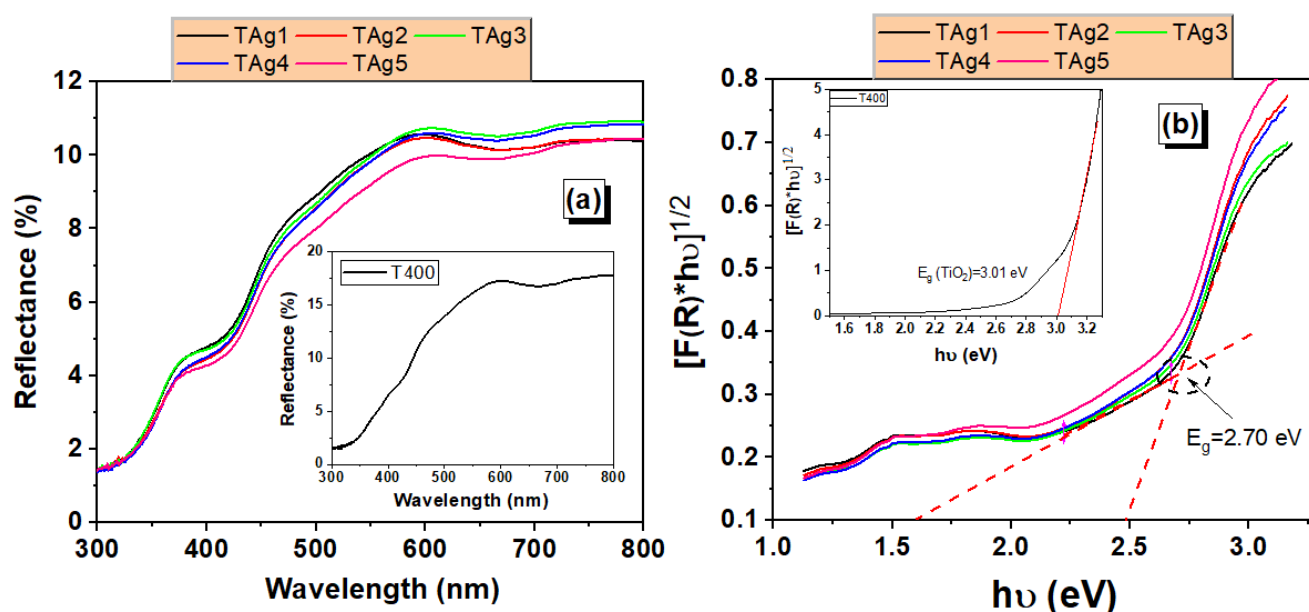 TAg1 TAg2 TAg3
TAg4 TAg5
12
10
8
6
4
2
0
Reflectance (%)
(a)
300 400 500 600 700 800
Wavelength (nm)
T400
20
15
10
5
0
Reflectance (%)
300 400 500 600 700 800
Wavelength (nm)
TAg1 TAg2 TAg3
TAg4 TAg5
0.8
0.7
0.6
0.5
0.4
0.3
0.2
0.1
[F(R)*hυ]1/2
(b)
Eg=2.70 eV
1.0 1.5 2.0 2.5 3.0
hυ (eV)
T400
5
4
3
2
1
0
[F(R)*hυ]1/2
Eg (TiO2)=3.01 eV
1.6 1.8 2.0 2.2 2.4 2.6 2.8 3.0 3.2
hυ (eV)